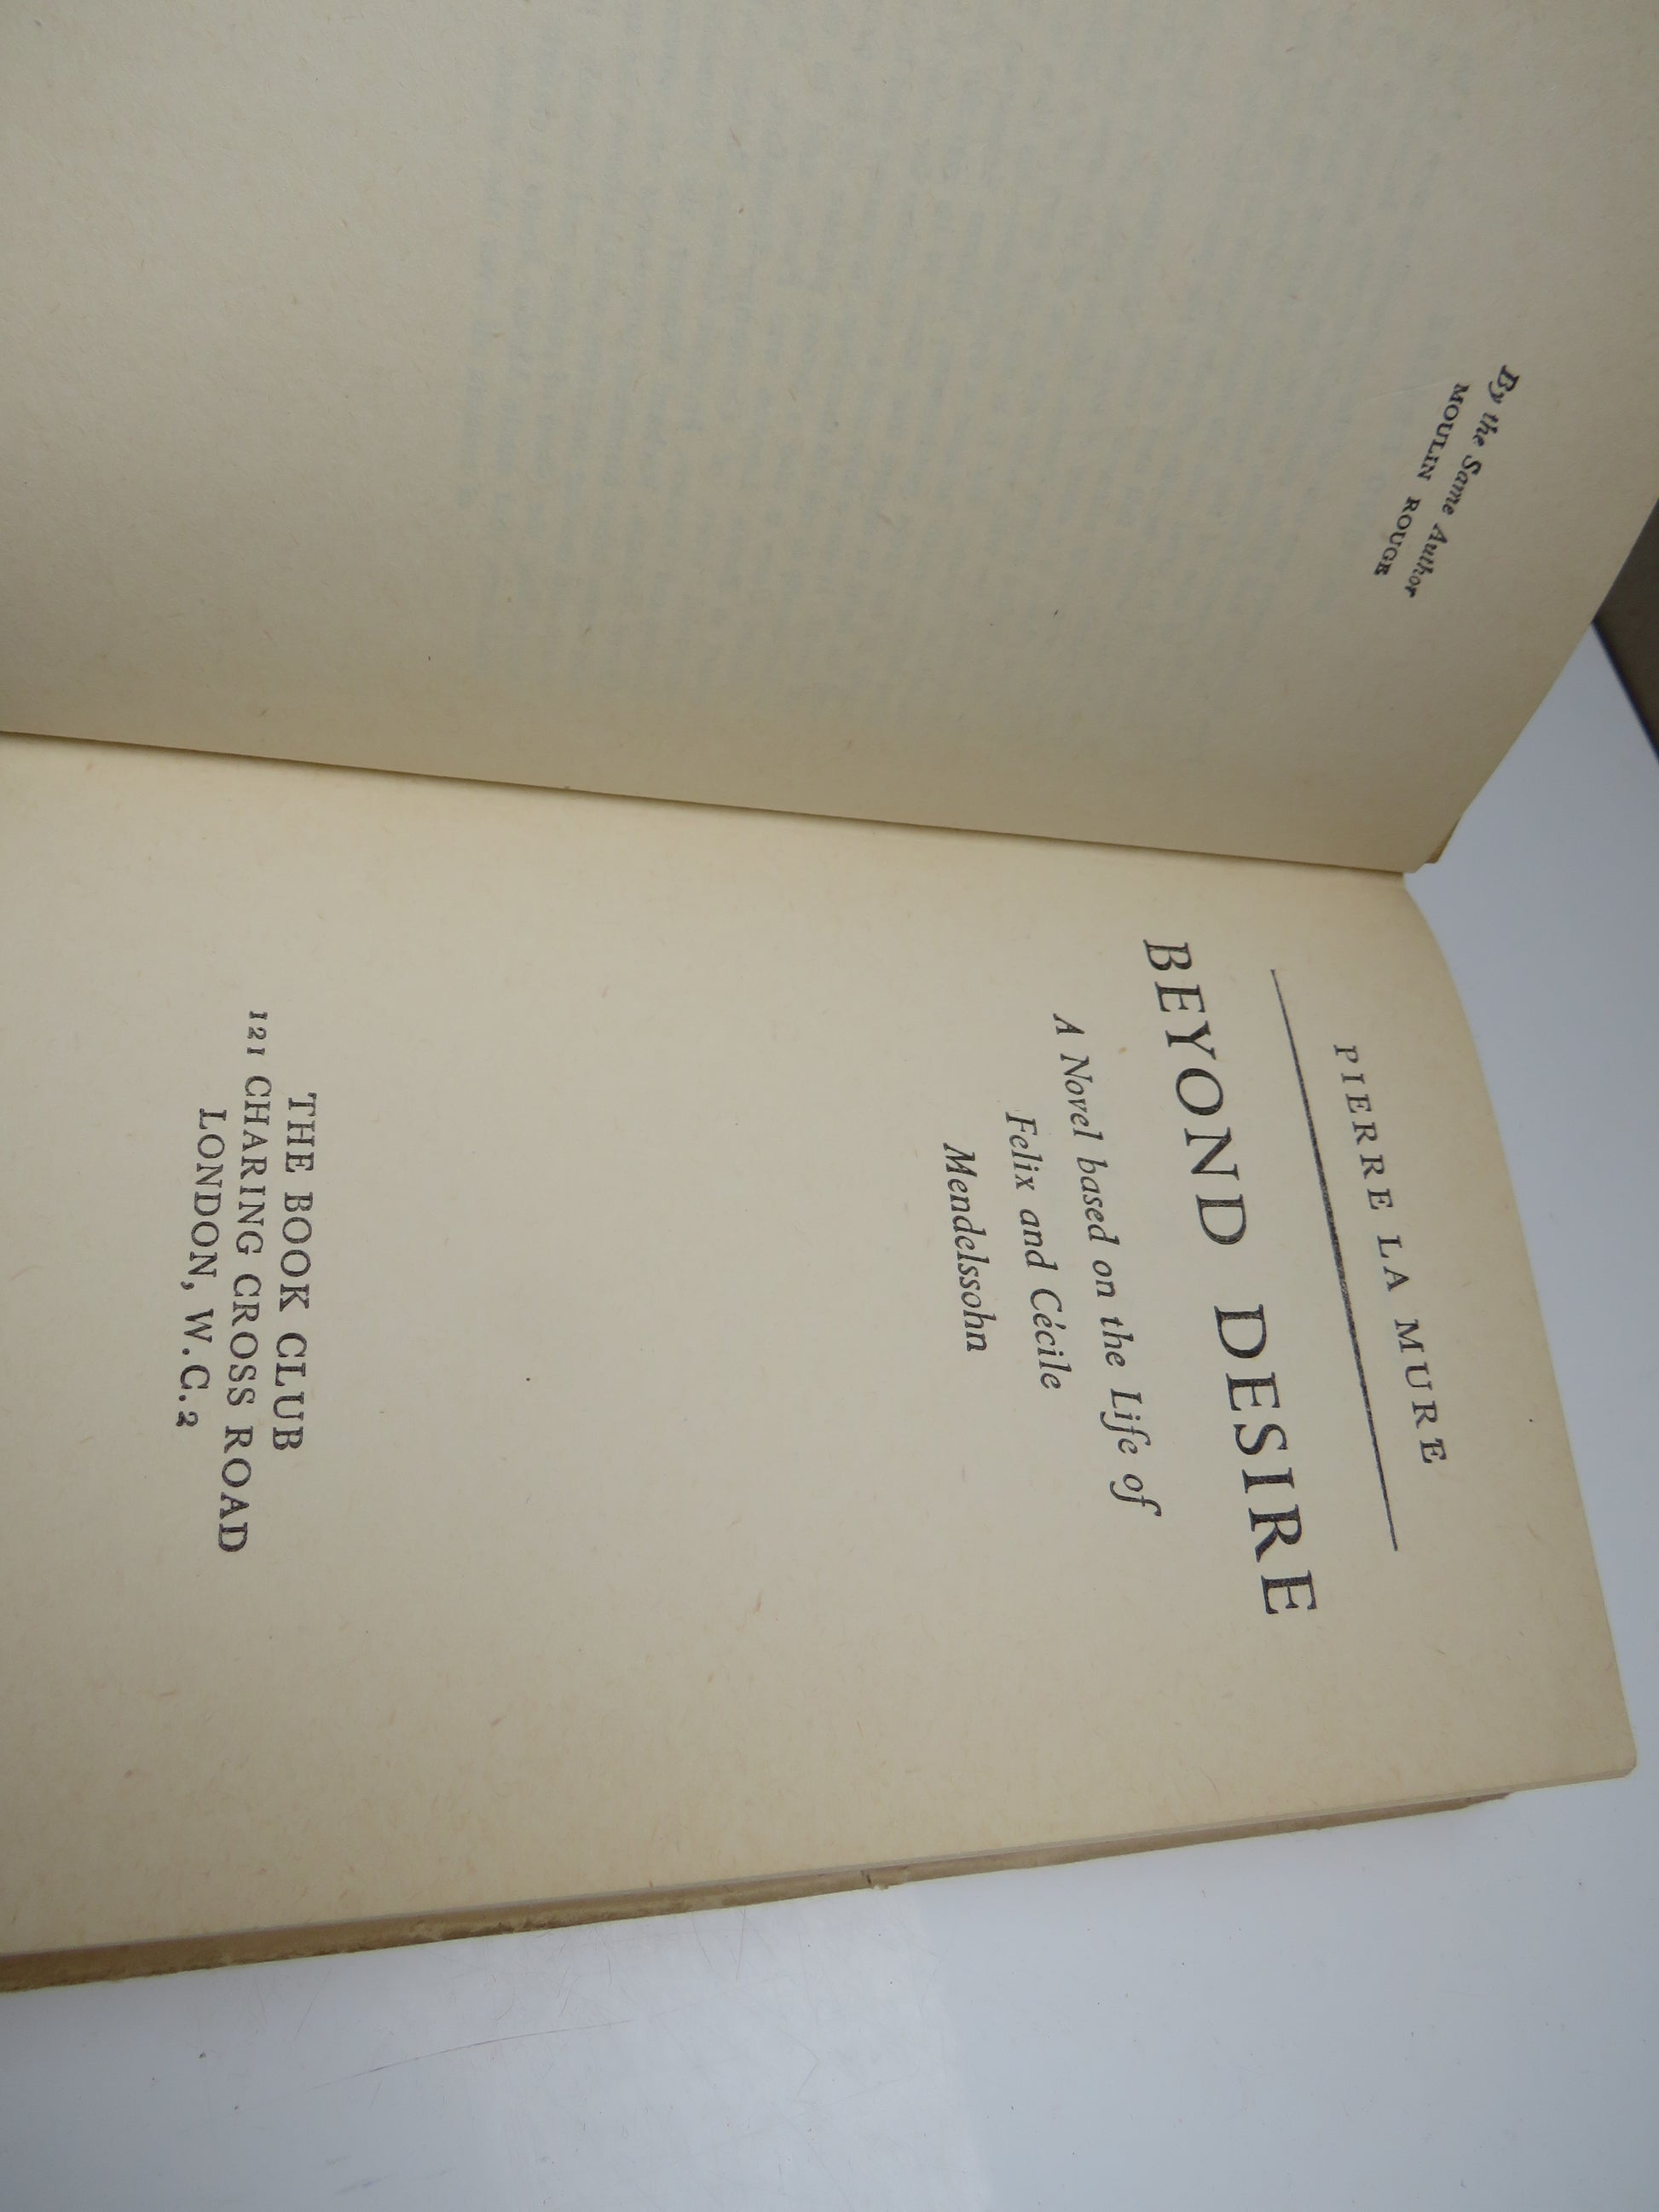 By the Same Author
MOULIN ROUGE
PIERRE LA MURE
BEYOND DESIRE
A Novel based on the Life of
Felix and Cécile
Mendelssohn
THE BOOK CLUB
121 CHARING CROSS ROAD
LONDON, W.C.2